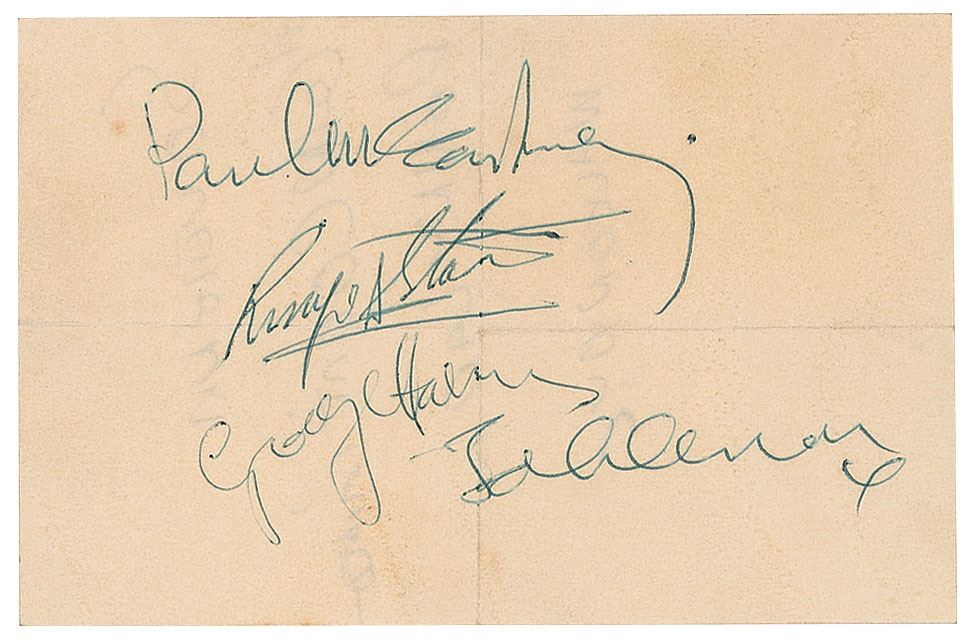 Paul McCartney
Ringo Starr
George Harrison
John Lennon x